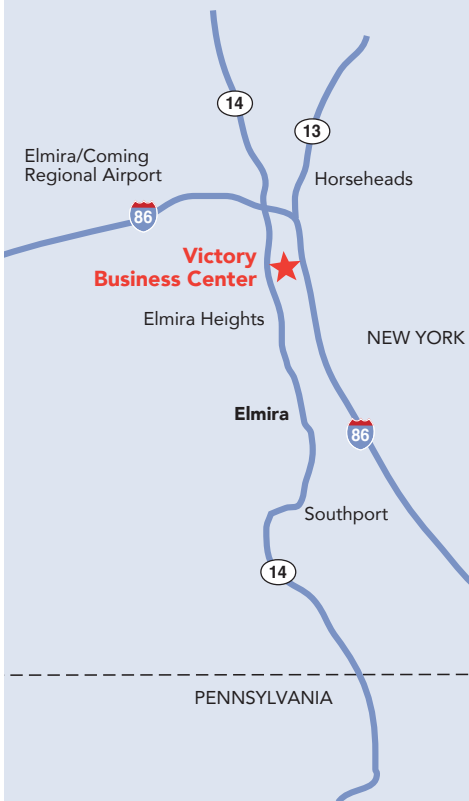 14
13
Elmira/Coming
Regional Airport
Horseheads
86
Victory
Business Center
Elmira Heights
NEW YORK
Elmira
86
Southport
14
PENNSYLVANIA